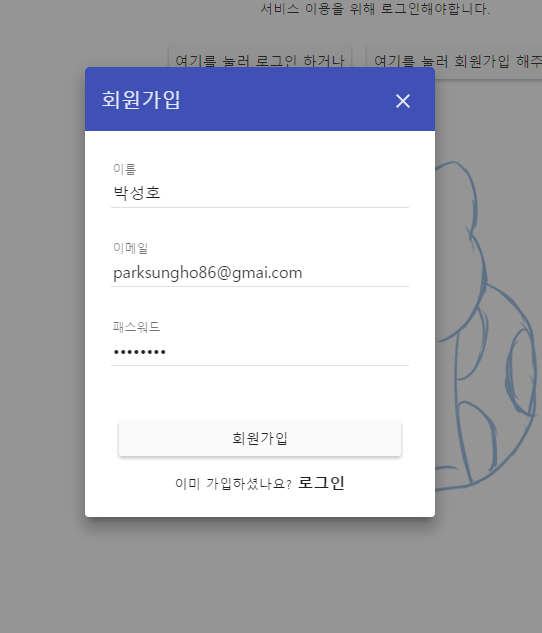 서비스 이용을 위해 로그인해야합니다.
여기를 눌러 로그인 하거나 여기를 눌러 회원가입 해주
회원가입
이름
박성호
이메일
parksungho86@gmai.com
패스워드
••••••••
회원가입
이미 가입하셨나요? 로그인